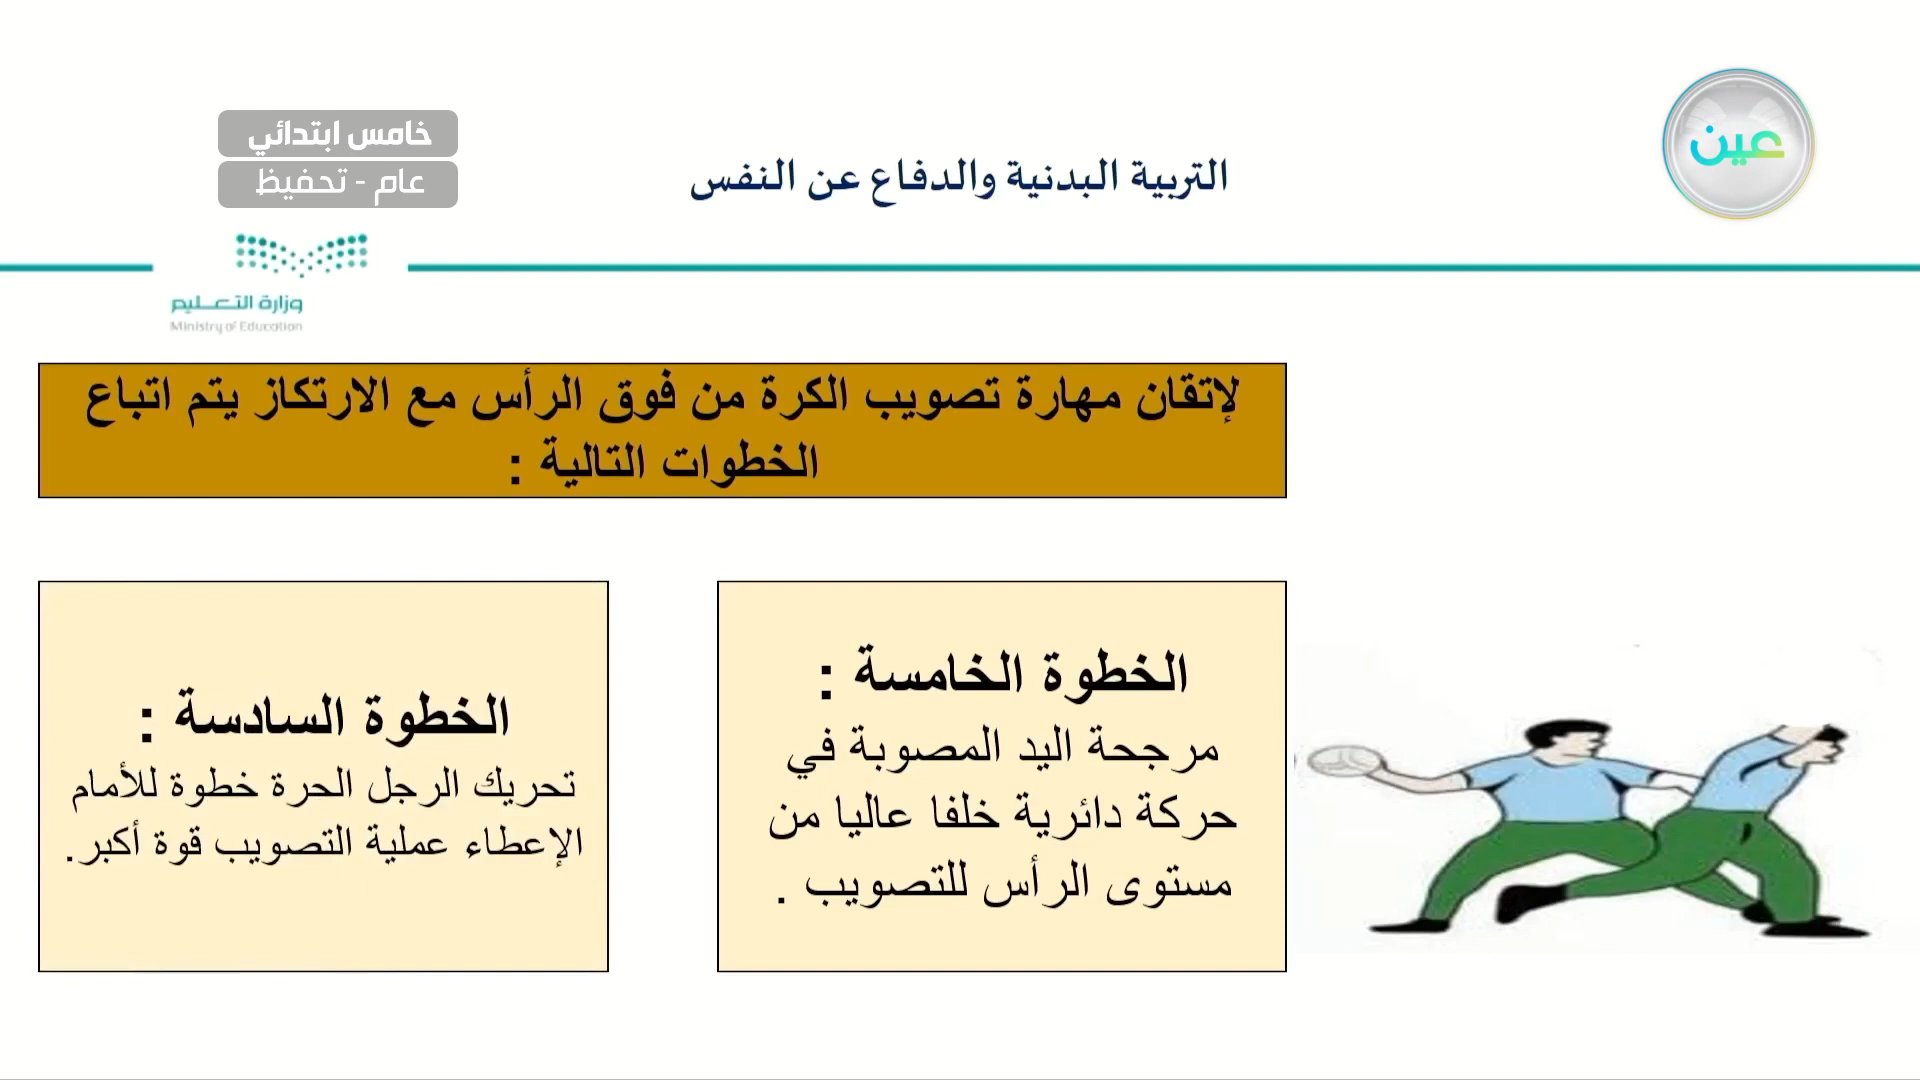 عين
خامس ابتدائي
عام - تحفيظ
التربية البدنية والدفاع عن النفس
وزارة التعليم
Ministry of Education
لإتقان مهارة تصويب الكرة من فوق الرأس مع الارتكاز يتم اتباع
الخطوات التالية :
الخطوة الخامسة :
مرجحة اليد المصوبة في
حركة دائرية خلفا عاليا من
مستوى الرأس للتصويب .
الخطوة السادسة :
تحريك الرجل الحرة خطوة للأمام
الإعطاء عملية التصويب قوة أكبر.